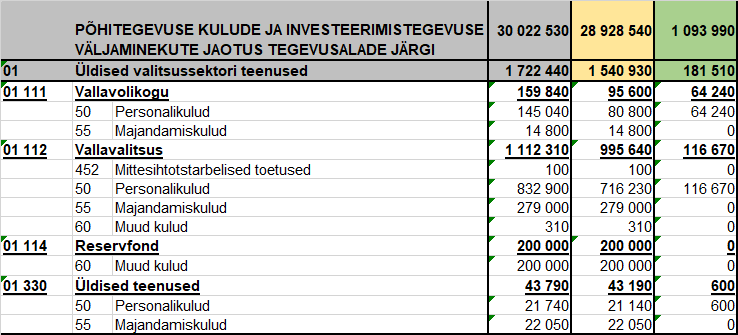 PÕHITEGEVUSE KULUDE JA INVESTEERIMISTEGEVUSE VÄLJAMINEKUTE JAOTUS TEGEVUSALADE JÄRGI 30 022 530 28 928 540 1 093 990
01 Üldised valitsussektori teenused 1 722 440 1 540 930 181 510
01 111 Vallavolikogu 159 840 95 600 64 240
50 Personalikulud 145 040 80 800 64 240
55 Majandamiskulud 14 800 14 800 0
01 112 Vallavalitsus 1 112 310 995 640 116 670
452 Mittesihtotstarbelised toetused 100 100 0
50 Personalikulud 832 900 716 230 116 670
55 Majandamiskulud 279 000 279 000 0
60 Muud kulud 310 310 0
01 114 Reservfond 200 000 200 000 0
60 Muud kulud 200 000 200 000 0
01 330 Üldised teenused 43 790 43 190 600
50 Personalikulud 21 740 21 140 600
55 Majandamiskulud 22 050 22 050 0